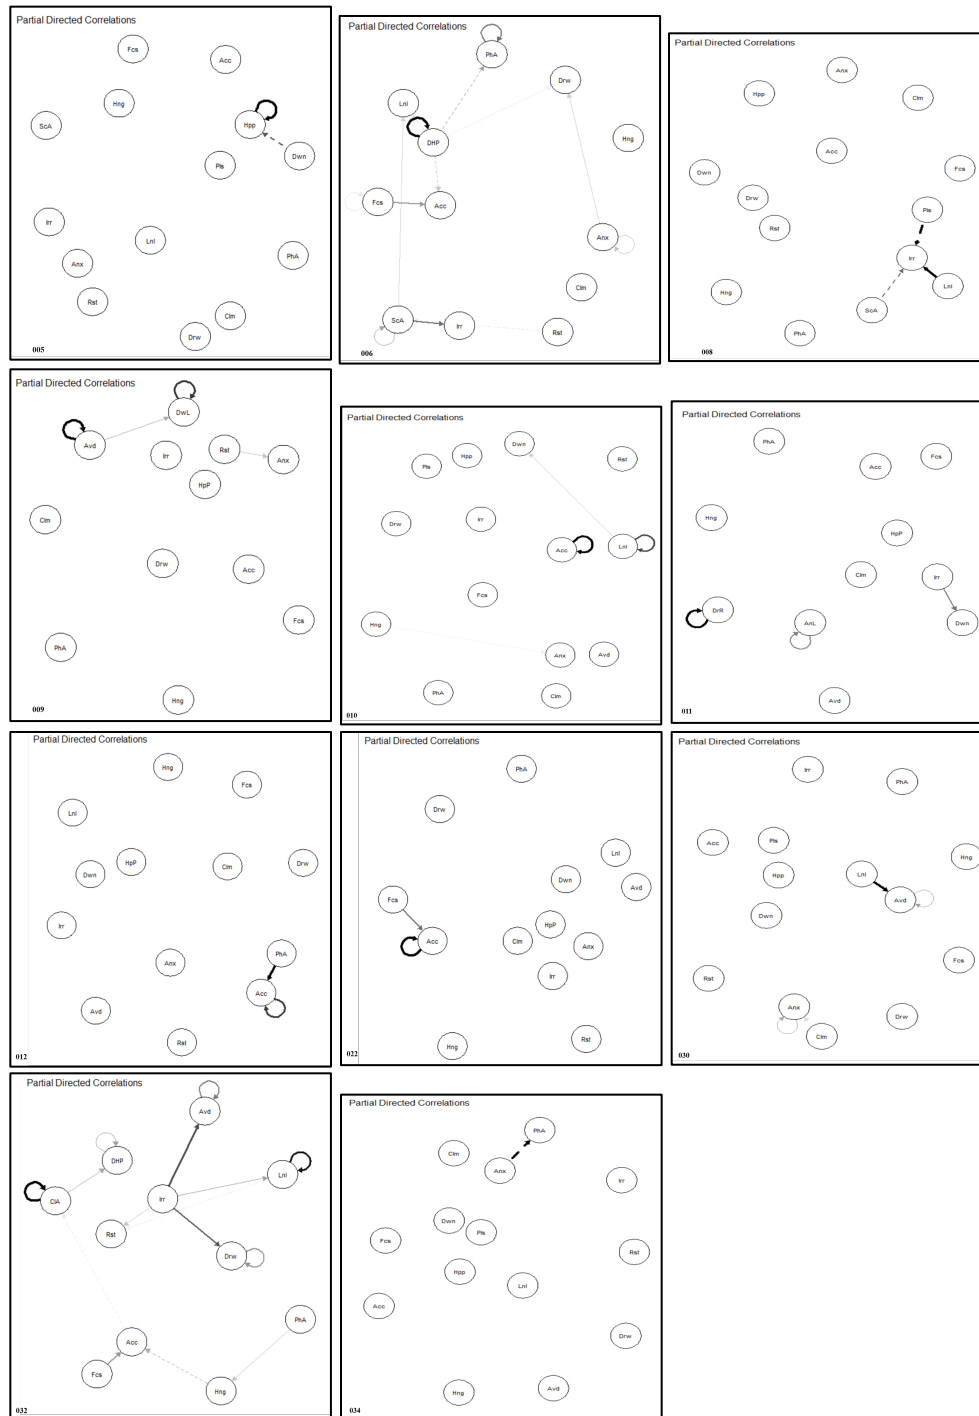 Partial Directed Correlations
Fcs
Acc
Hng
ScA
Hpp
Dwn
Pls
Irr
Lnl
Anx
PhA
Rst
Clm
Drw
005
Partial Directed Correlations
PhA
Drw
Lnl
DHP
Hng
Fcs
Acc
Anx
Clm
ScA
Irr
Rst
006
Partial Directed Correlations
Anx
Hpp
Clm
Acc
Fcs
Dwn
Drw
Pls
Rst
Irr
Lnl
Hng
ScA
PhA
008
Partial Directed Correlations
DwL
Avd
Irr
Rst
Anx
HpP
Clm
Drw
Acc
Fcs
PhA
Hng
009
Partial Directed Correlations
Dwn
Hpp
Rst
Pls
Drw
Irr
Acc
Lnl
Fcs
Hng
Anx
Avd
PhA
Clm
010
Partial Directed Correlations
PhA
Fcs
Acc
Hng
HpP
Clm
Irr
DrR
AnL
Dwn
Avd
011
Partial Directed Correlations
Hng
Fcs
Lnl
HpP
Clm
Drw
Dwn
Irr
PhA
Anx
Acc
Avd
Rst
012
Partial Directed Correlations
PhA
Drw
Lnl
Dwn
Avd
Fcs
HpP
Acc
Clm
Anx
Irr
Hng
Rst
022
Partial Directed Correlations
Irr
PhA
Acc
Pls
Hng
Hpp
Lnl
Avd
Dwn
Fcs
Rst
Anx
Drw
Clm
030
Partial Directed Correlations
Avd
DHP
Lnl
ClA
Irr
Rst
Drw
PhA
Acc
Fcs
Hng
032
Partial Directed Correlations
PhA
Clm
Anx
Irr
Dwn
Pls
Fcs
Rst
Hpp
Lnl
Acc
Drw
Avd
Hng
034